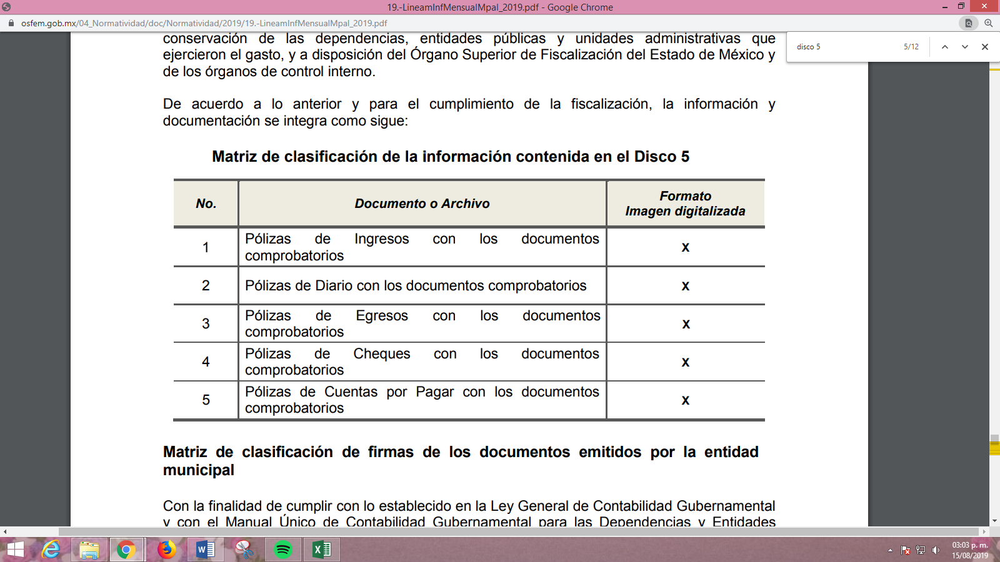 19.-LineamInfMensualMpal_2019.pdf - Google Chrome
osfem.gob.mx/04_Normatividad/doc/Normatividad/2019/19.-LineamInfMensualMpal_2019.pdf
disco 5 5/12
conservación de las dependencias, entidades públicas y unidades administrativas que
ejercieron el gasto, y a disposición del Órgano Superior de Fiscalización del Estado de México y
de los órganos de control interno.
De acuerdo a lo anterior y para el cumplimiento de la fiscalización, la información y
documentación se integra como sigue:
Matriz de clasificación de la información contenida en el Disco 5
No. Documento o Archivo Formato
Imagen digitalizada
1 Pólizas de Ingresos con los documentos
comprobatorios X
2 Pólizas de Diario con los documentos comprobatorios X
3 Pólizas de Egresos con los documentos
comprobatorios X
4 Pólizas de Cheques con los documentos
comprobatorios X
5 Pólizas de Cuentas por Pagar con los documentos
comprobatorios X
Matriz de clasificación de firmas de los documentos emitidos por la entidad
municipal
Con la finalidad de cumplir con lo establecido en la Ley General de Contabilidad Gubernamental
y con el Manual Único de Contabilidad Gubernamental para las Dependencias y Entidades
03:03 p. m.
15/08/2019